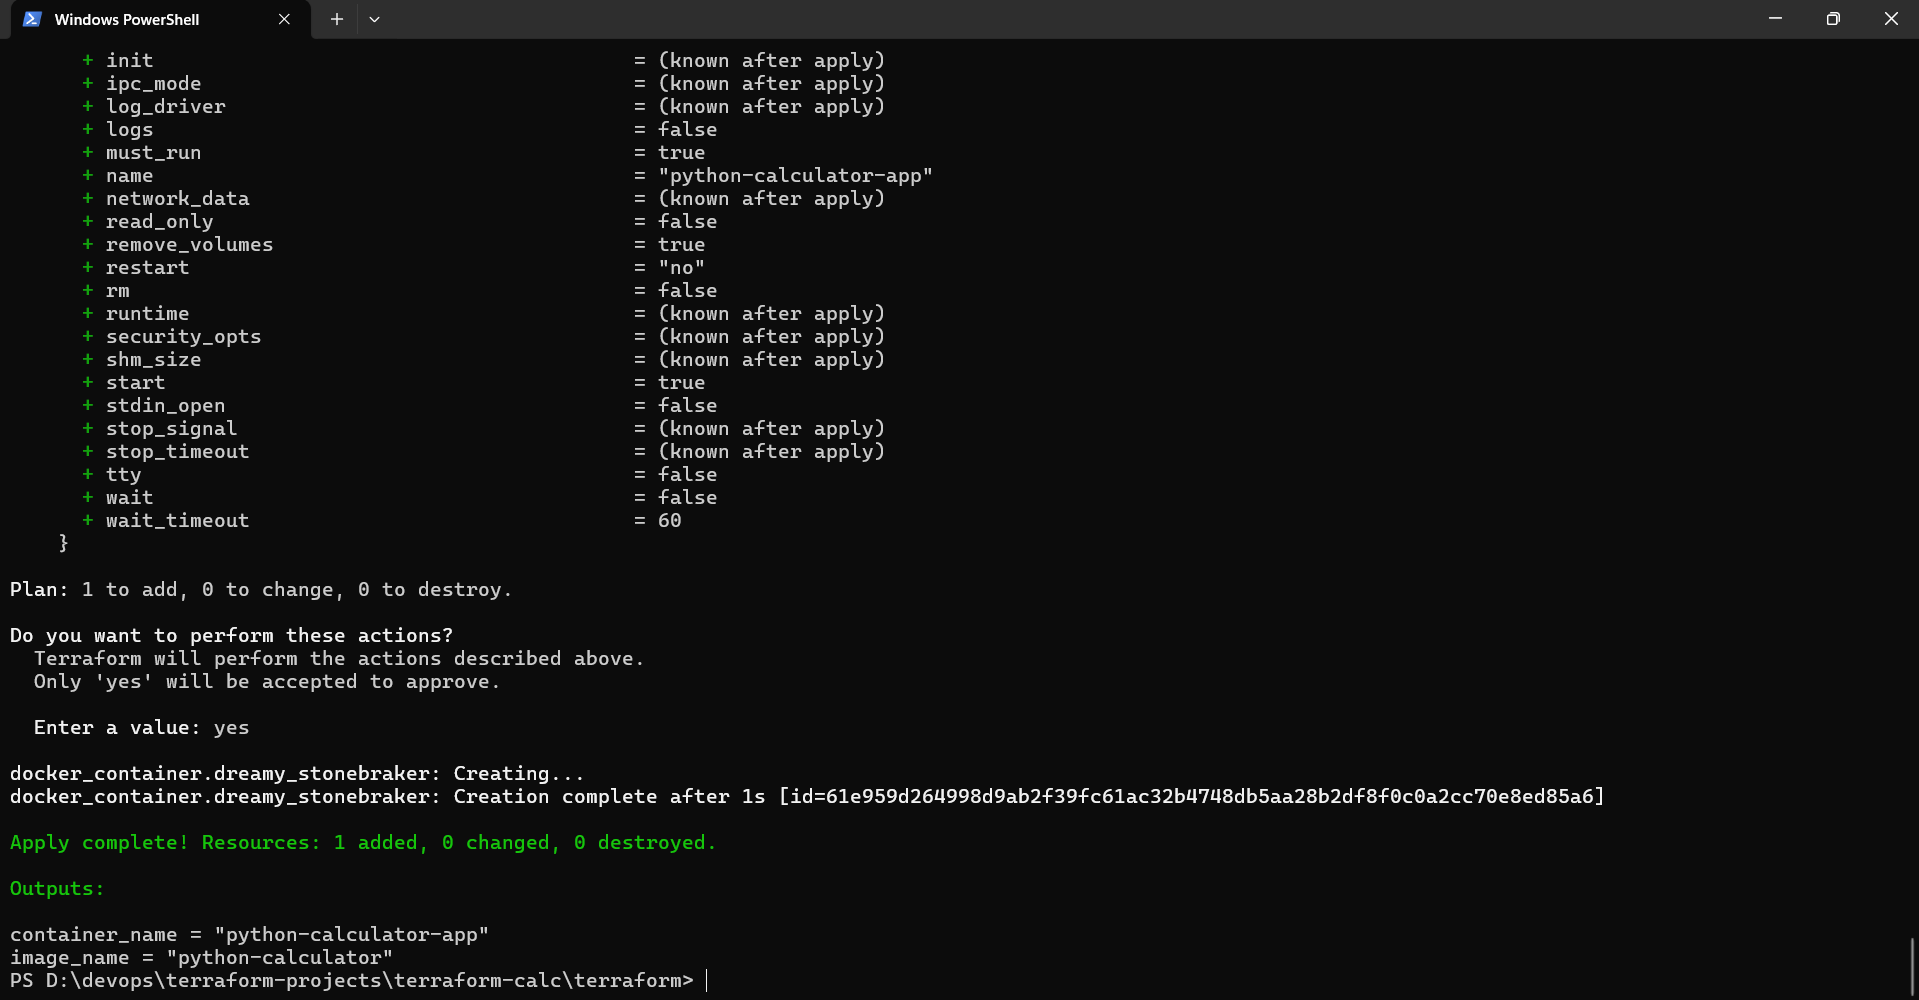 Windows PowerShell
+ init = (known after apply)
+ ipc_mode = (known after apply)
+ log_driver = (known after apply)
+ logs = false
+ must_run = true
+ name = "python-calculator-app"
+ network_data = (known after apply)
+ read_only = false
+ remove_volumes = true
+ restart = "no"
+ rm = false
+ runtime = (known after apply)
+ security_opts = (known after apply)
+ shm_size = (known after apply)
+ start = true
+ stdin_open = false
+ stop_signal = (known after apply)
+ stop_timeout = (known after apply)
+ tty = false
+ wait = false
+ wait_timeout = 60
}
Plan: 1 to add, 0 to change, 0 to destroy.
Do you want to perform these actions?
Terraform will perform the actions described above.
Only 'yes' will be accepted to approve.
Enter a value: yes
docker_container.dreamy_stonebraker: Creating...
docker_container.dreamy_stonebraker: Creation complete after 1s [id=61e959d264998d9ab2f39fc61ac32b4748db5aa28b2df8f0c0a2cc70e8ed85a6]
Apply complete! Resources: 1 added, 0 changed, 0 destroyed.
Outputs:
container_name = "python-calculator-app"
image_name = "python-calculator"
PS D:\devops\terraform-projects\terraform-calc\terraform>